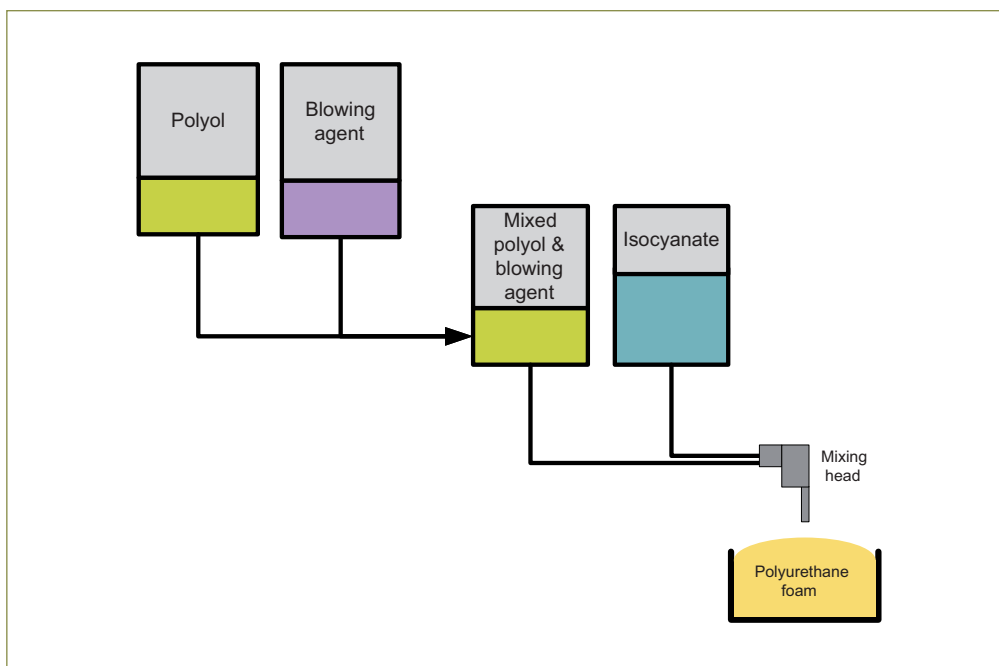 Polyol
Blowing
agent
Mixed
polyol &
blowing
agent
Isocyanate
Mixing
head
Polyurethane
foam